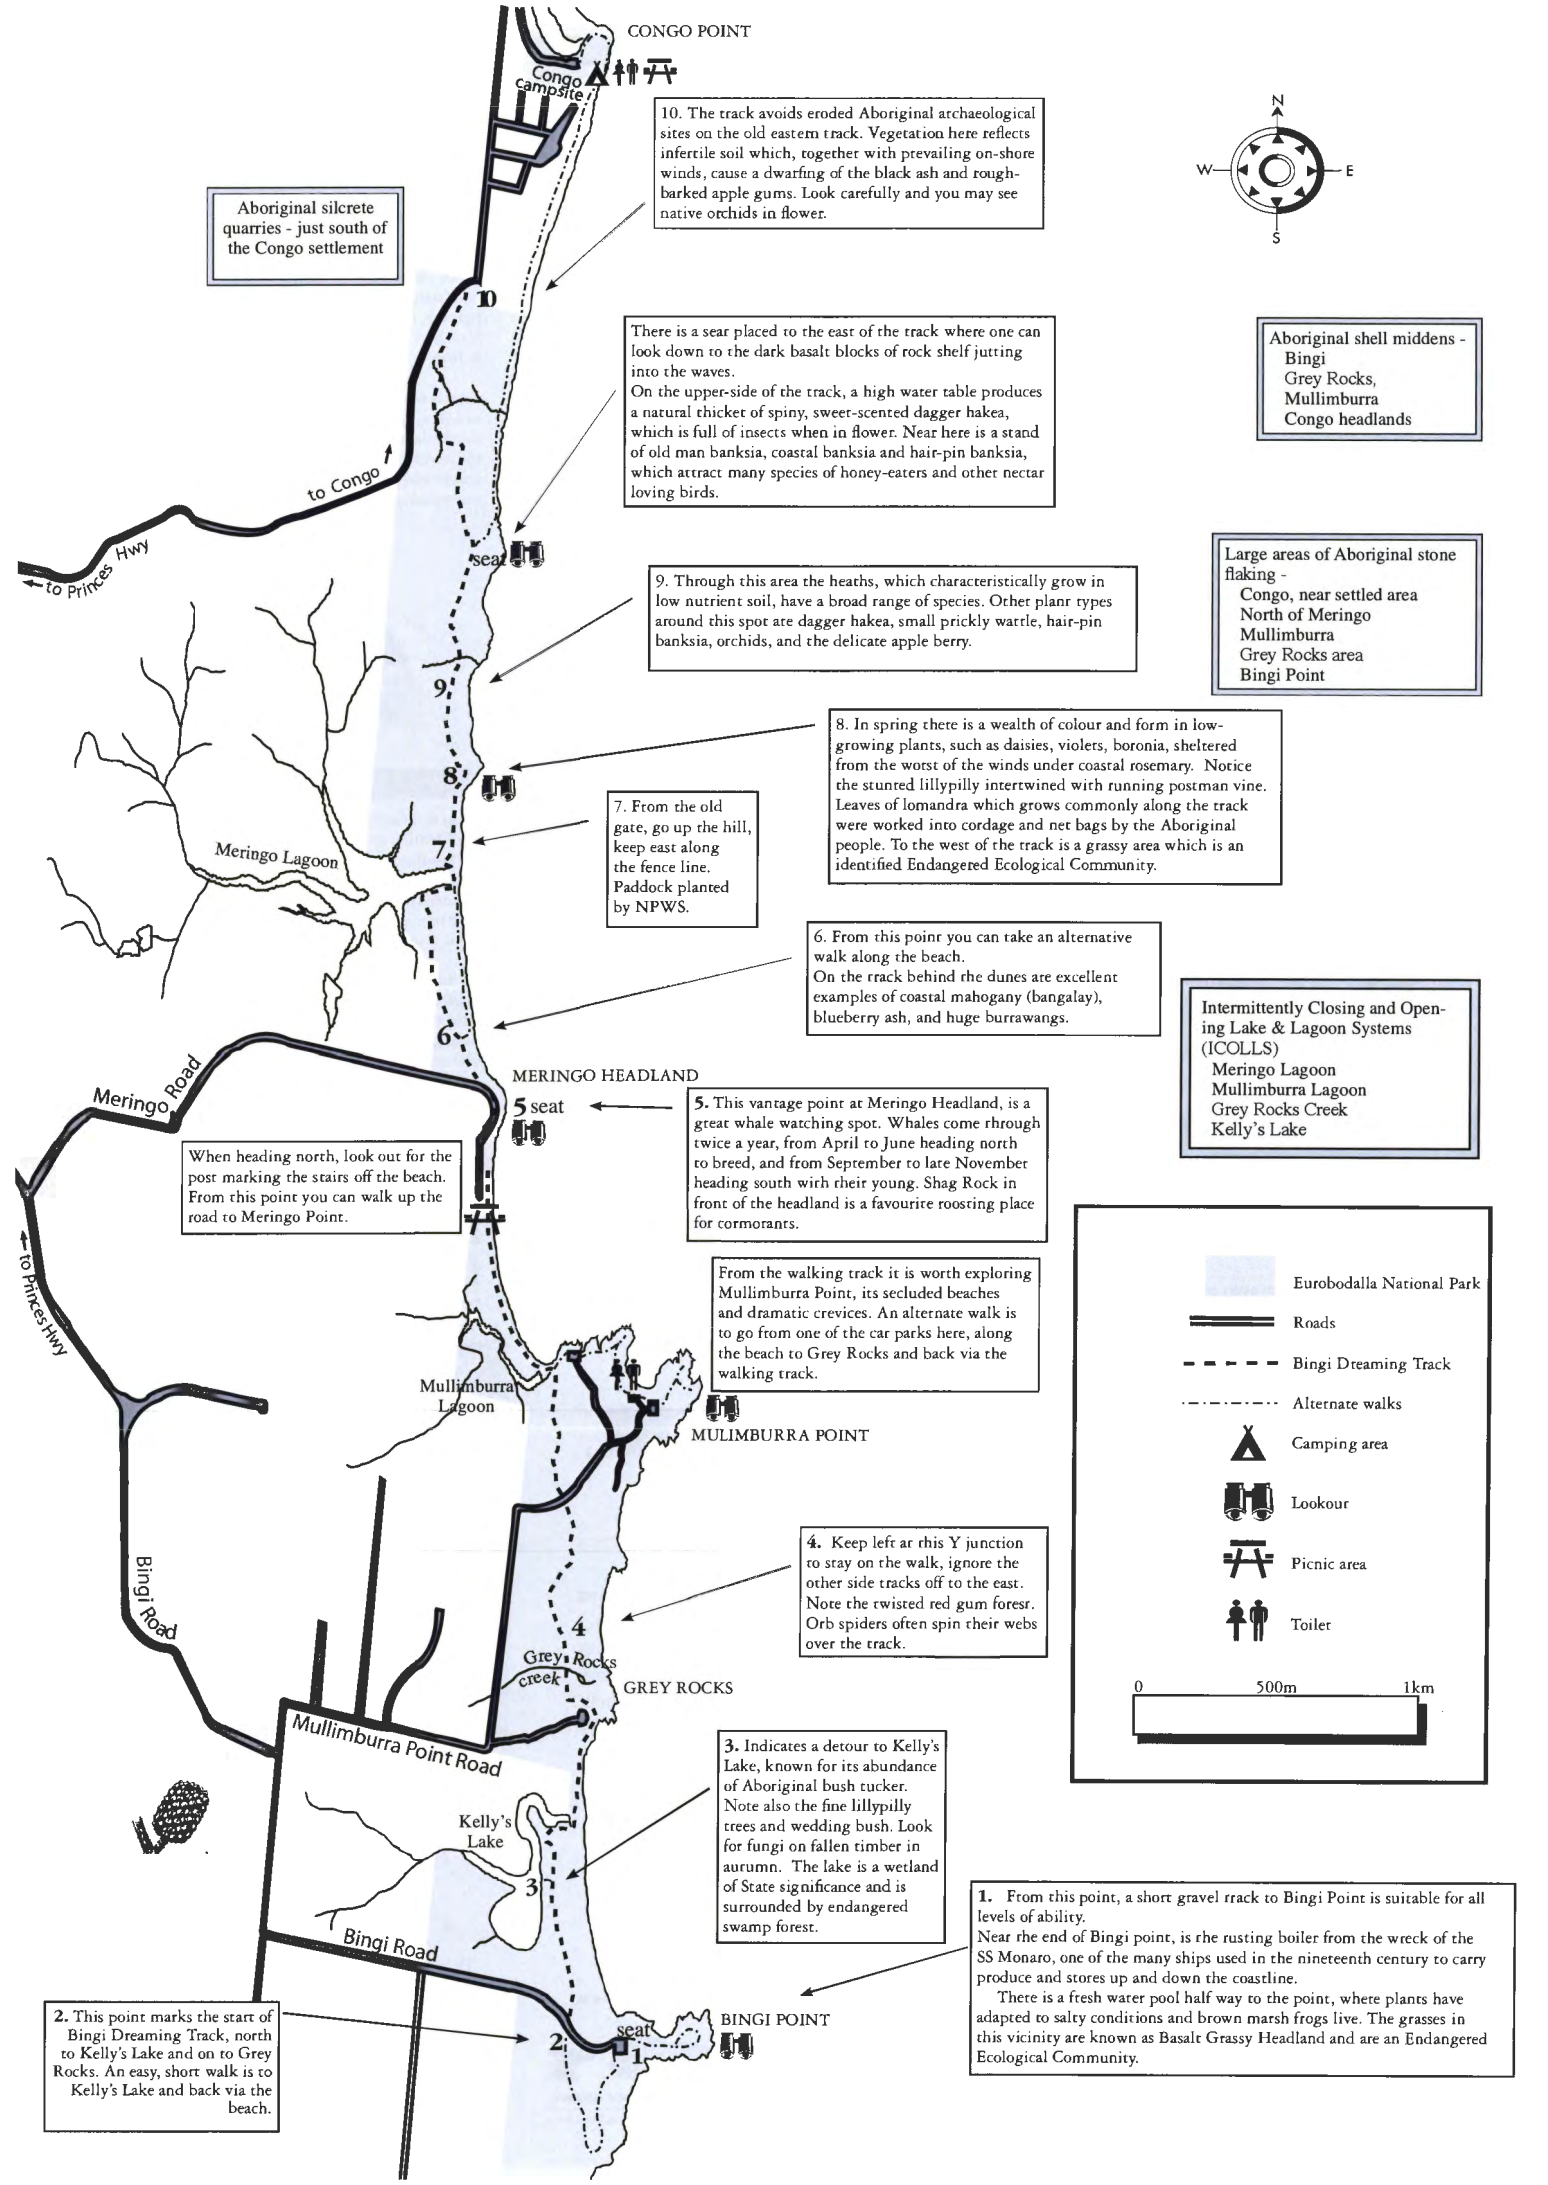 CONGO POINT
Congo
campsite
10. The track avoids eroded Aboriginal archaeological
sites on the old eastern track. Vegetation here reflects
infertile soil which, together with prevailing on-shore
winds, cause a dwarfing of the black ash and rough-
barked apple gums. Look carefully and you may see
native orchids in flower.
N
W
E
S
Aboriginal silcrete
quarries - just south of
the Congo settlement
10
There is a sear placed to the east of the track where one can
look down to the dark basalt blocks of rock shelf jutting
into the waves.
On the upper-side of the track, a high water table produces
a natural thicket of spiny, sweet-scented dagger hakea,
which is full of insects when in flower. Near here is a stand
of old man banksia, coastal banksia and hair-pin banksia,
which attract many species of honey-eaters and other nectar
loving birds.
Aboriginal shell middens -
Bingi
Grey Rocks,
Mullimburra
Congo headlands
to Congo
to Princes Hwy
seat
Large areas of Aboriginal stone
flaking -
Congo, near settled area
North of Meringo
Mullimburra
Grey Rocks area
Bingi Point
9. Through this area the heaths, which characteristically grow in
low nutrient soil, have a broad range of species. Other planr types
around this spot are dagger hakea, small prickly wattle, hair-pin
banksia, orchids, and the delicate apple berry.
9
8. In spring there is a wealth of colour and form in low-
growing plants, such as daisies, violers, boronia, sheltered
from the worst of the winds under coastal rosemary. Notice
the stunted lillypilly intertwined with running postman vine.
Leaves of lomandra which grows commonly along the track
were worked into cordage and net bags by the Aboriginal
people. To the west of the track is a grassy area which is an
identified Endangered Ecological Community.
8
7. From the old
gate, go up the hill,
keep east along
the fence line.
Paddock planted
by NPWS.
7
Meringo Lagoon
6. From this poinr you can take an alternative
walk along the beach.
On the rrack behind rhe dunes are excellent
examples of coastal mahogany (bangalay),
blueberry ash, and huge burrawangs.
6
Intermittently Closing and Open-
ing Lake & Lagoon Systems
(ICOLLS)
Meringo Lagoon
Mullimburra Lagoon
Grey Rocks Creek
Kelly's Lake
Meringo Road
MERINGO HEADLAND
5 seat
5. This vantage point at Meringo Headland, is a
great whale watching spot. Whales come rhrough
twice a year, from April to June heading north
to breed, and from September to late November
heading south wirh rheir young. Shag Rock in
front of the headland is a favourite roosting place
for cormorants.
When heading north, look out for the
post marking the stairs off the beach.
From this point you can walk up the
road to Meringo Point.
to Princes Hwy
From the walking track it is worth exploring
Mullimburra Point, its secluded beaches
and dramatic crevices. An alternate walk is
to go from one of the car parks here, along
the beach to Grey Rocks and back via the
walking track.
Mullimburra
Lagoon
MULIMBURRA POINT
Eurobodalla National Park
Roads
Bingi Dreaming Track
Alternate walks
Camping area
Lookour
Picnic area
Toiler
0 500m 1km
4. Keep left ar rhis Y junction
to stay on the walk, ignore the
other side tracks off to the east.
Note the rwisted red gum foresr.
Orb spiders often spin rheir webs
over the track.
Bingi Road
4
Grey Rocks
creek
GREY ROCKS
Mullimburra Point Road
3. Indicates a detour to Kelly's
Lake, known for its abundance
of Aboriginal bush tucker.
Note also the fine lillypilly
trees and wedding bush. Look
for fungi on fallen timber in
aurumn. The lake is a wetland
of State significance and is
surrounded by endangered
swamp forest.
Kelly's
Lake
3
1. From this point, a short gravel rrack to Bingi Point is suitable for all
levels of ability.
Near rhe end of Bingi poinr, is rhe rusting boiler from the wreck of the
SS Monaro, one of the many ships used in the nineteenth century to carry
produce and stores up and down the coastline.
There is a fresh water pool half way to the point, where plants have
adapted to salty conditions and brown marsh frogs live. The grasses in
this vicinity are known as Basalt Grassy Headland and are an Endangered
Ecological Community.
Bingi Road
2. This point marks the start of
Bingi Dreaming Track, north
to Kelly's Lake and on to Grey
Rocks. An easy, short walk is to
Kelly's Lake and back via the
beach.
2
seat
1
BINGI POINT